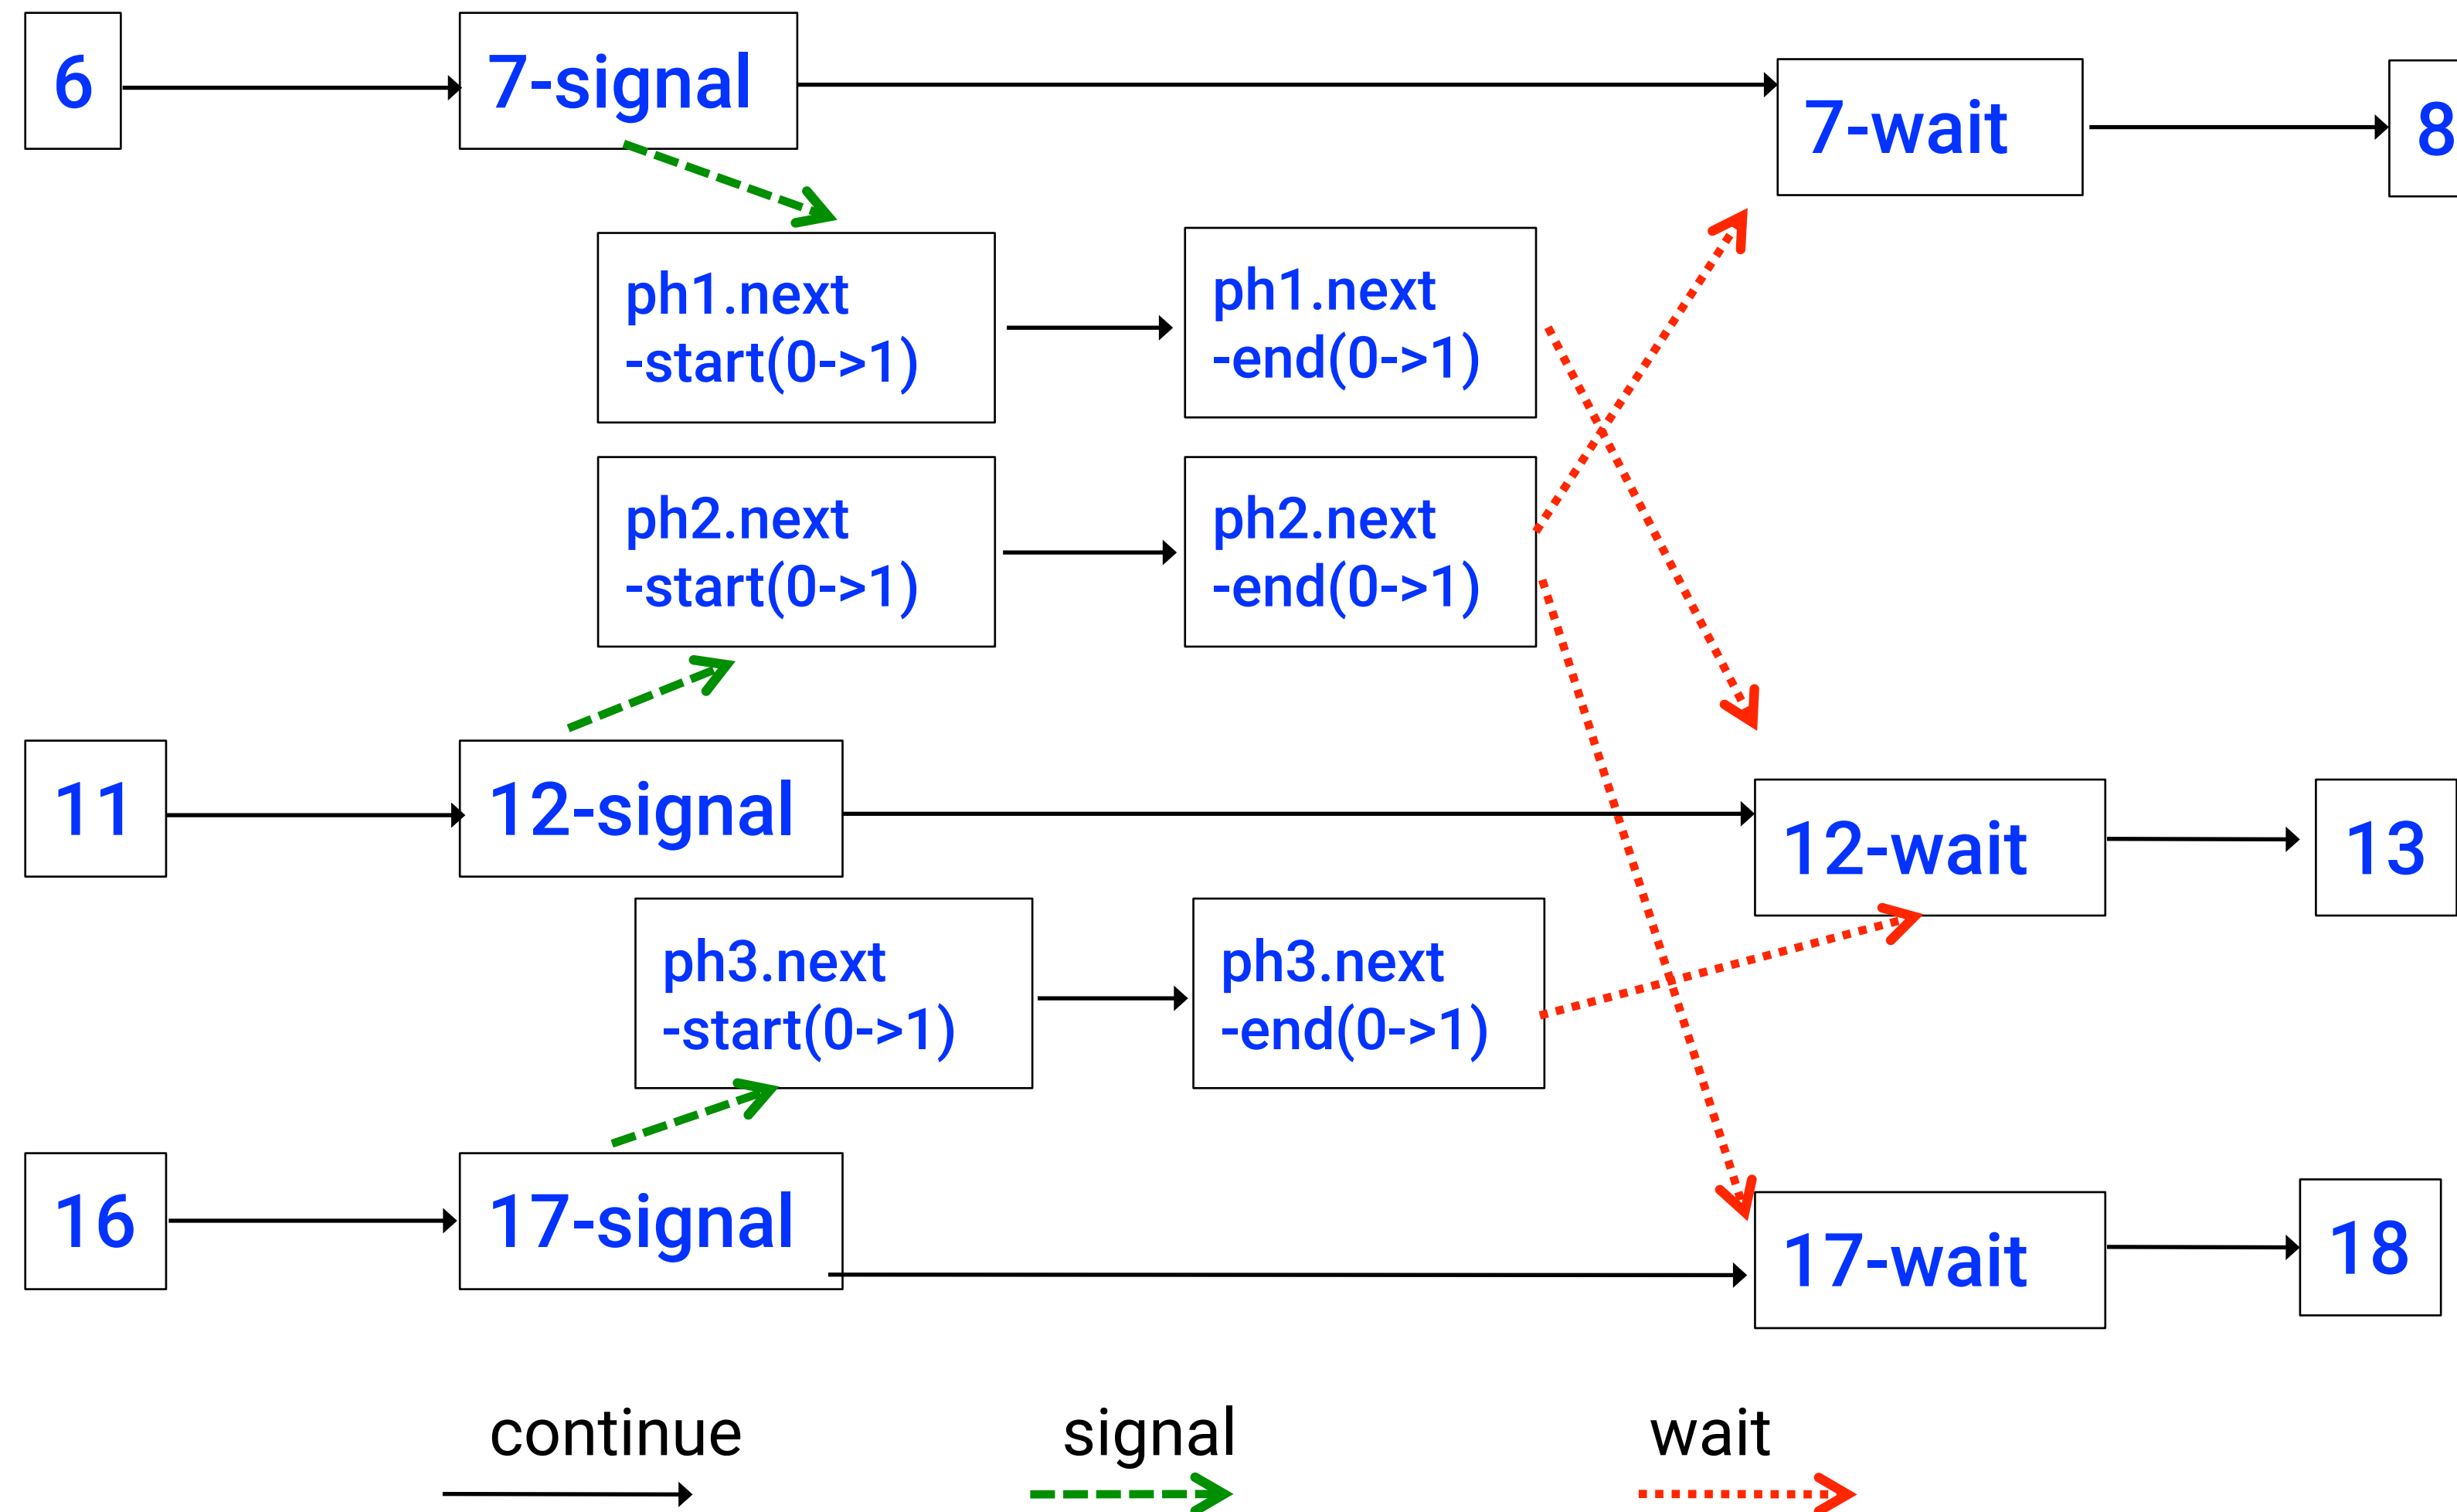 6
7-signal
7-wait
8
ph1.next
-start(0->1)
ph1.next
-end(0->1)
ph2.next
-start(0->1)
ph2.next
-end(0->1)
11
12-signal
12-wait
13
ph3.next
-start(0->1)
ph3.next
-end(0->1)
16
17-signal
17-wait
18
continue
signal
wait